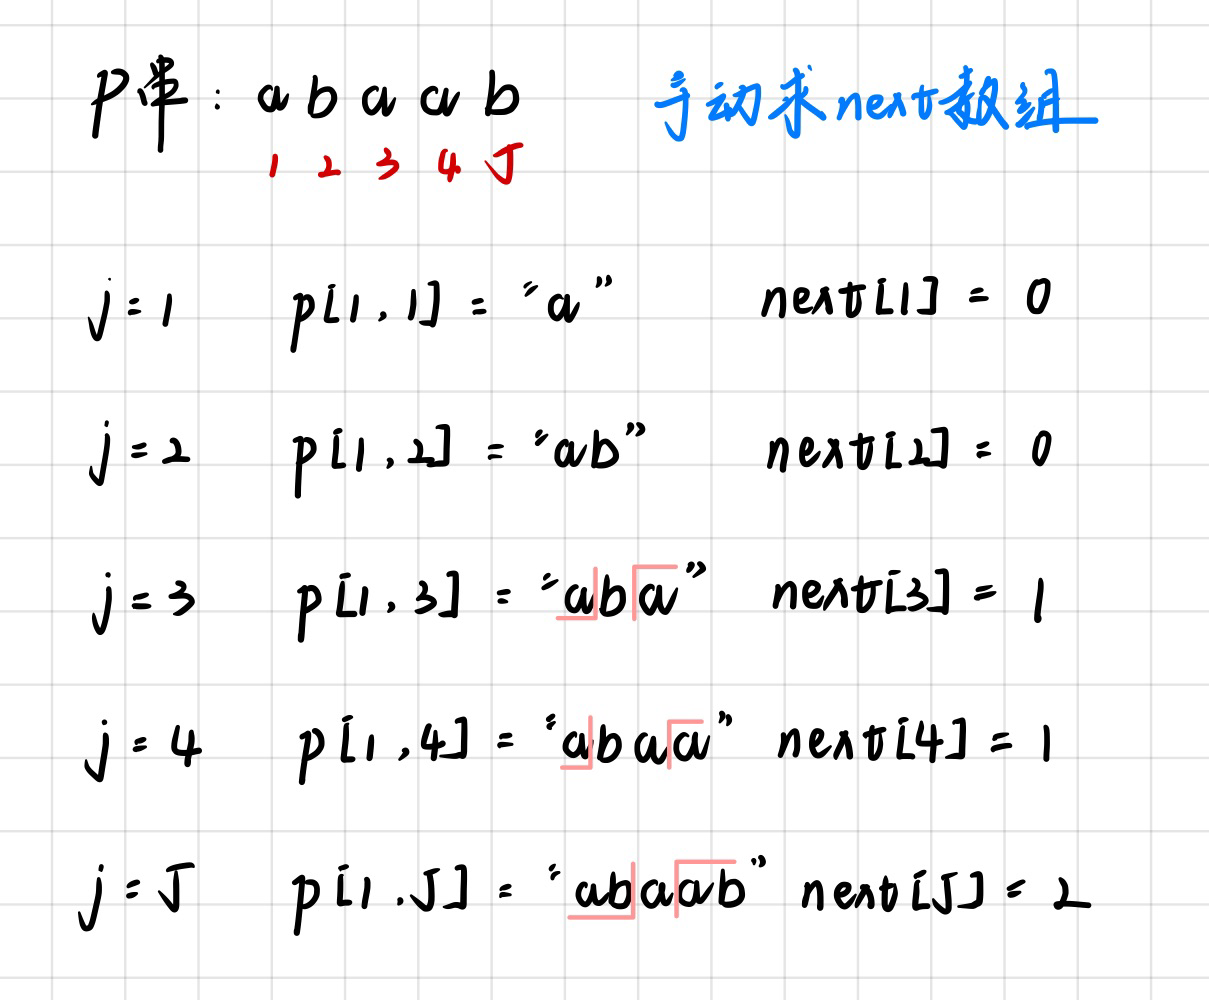 P串: a b a a b 手动求next数组
1 2 3 4 5
j = 1 p[1, 1] = "a" next[1] = 0
j = 2 p[1, 2] = "ab" next[2] = 0
j = 3 p[1, 3] = "aba" next[3] = 1
j = 4 p[1, 4] = "abaa" next[4] = 1
j = 5 p[1, 5] = "abaab" next[5] = 2